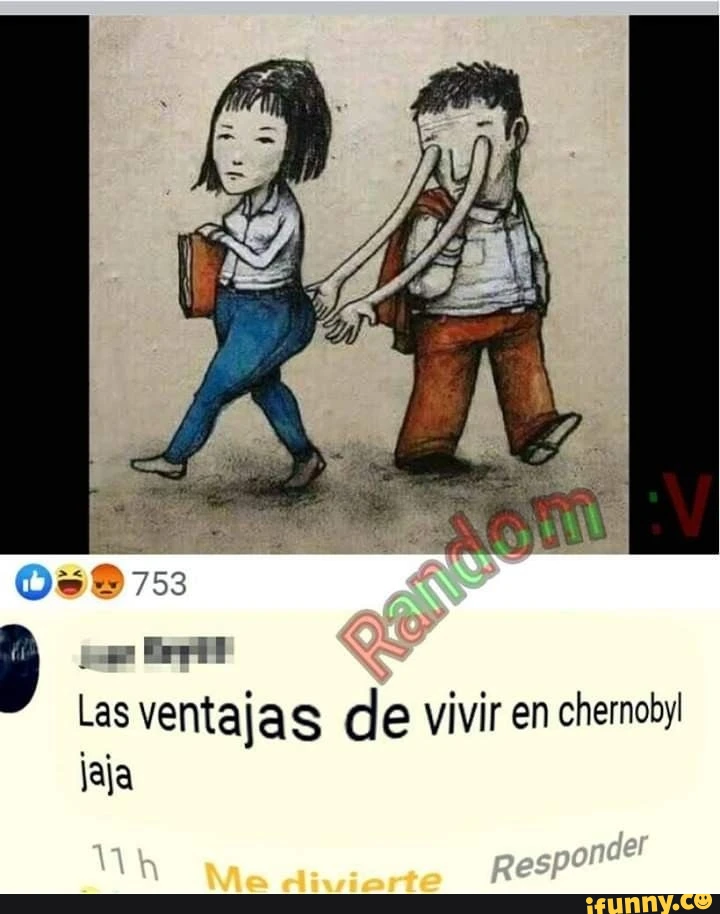 Random :V
753
Las ventajas de vivir en chernobyl
jaja
11 h Me divierte Responder
ifunny.co